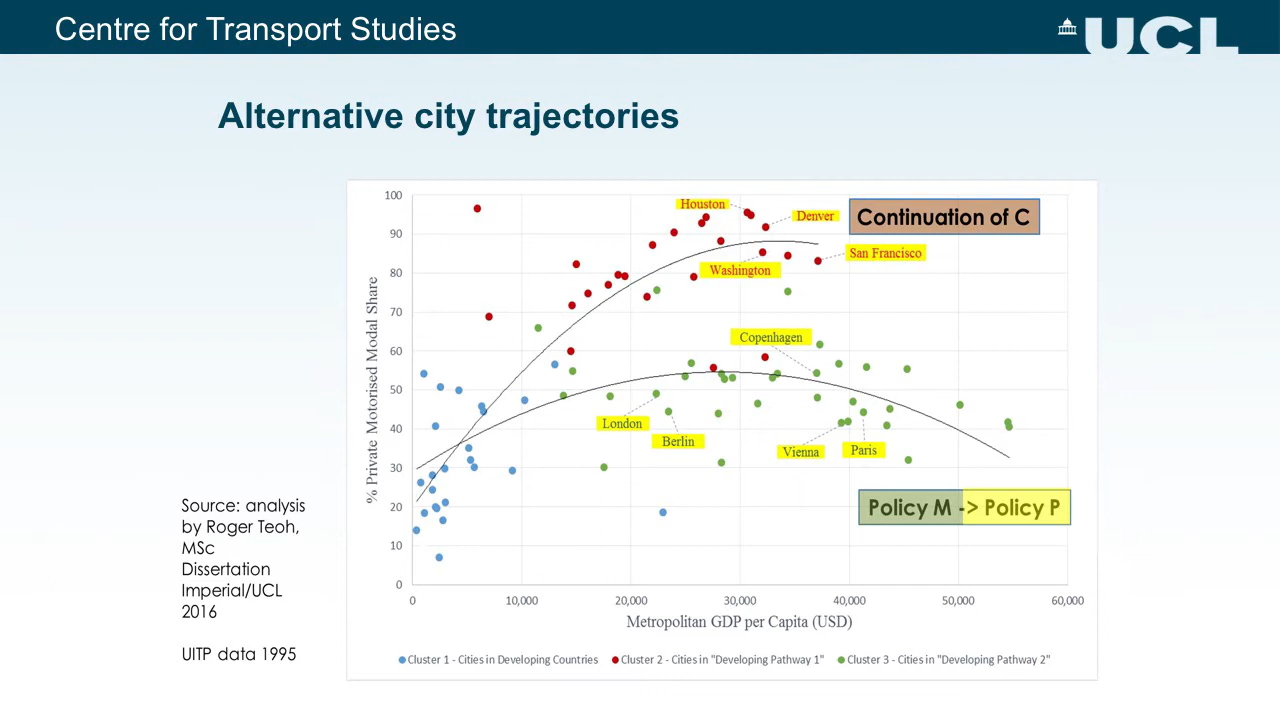 Centre for Transport Studies
UCL
Alternative city trajectories
100
90
80
70
60
50
40
30
20
10
0
% Private Motorised Modal Share
Houston
Denver
Continuation of C
San Francisco
Washington
Copenhagen
London
Berlin
Vienna
Paris
Policy M -> Policy P
0
10,000
20,000
30,000
40,000
50,000
60,000
Metropolitan GDP per Capita (USD)
Cluster 1 - Cities in Developing Countries
Cluster 2 - Cities in "Developing Pathway 1"
Cluster 3 - Cities in "Developing Pathway 2"
Source: analysis
by Roger Teoh,
MSc
Dissertation
Imperial/UCL
2016
UITP data 1995